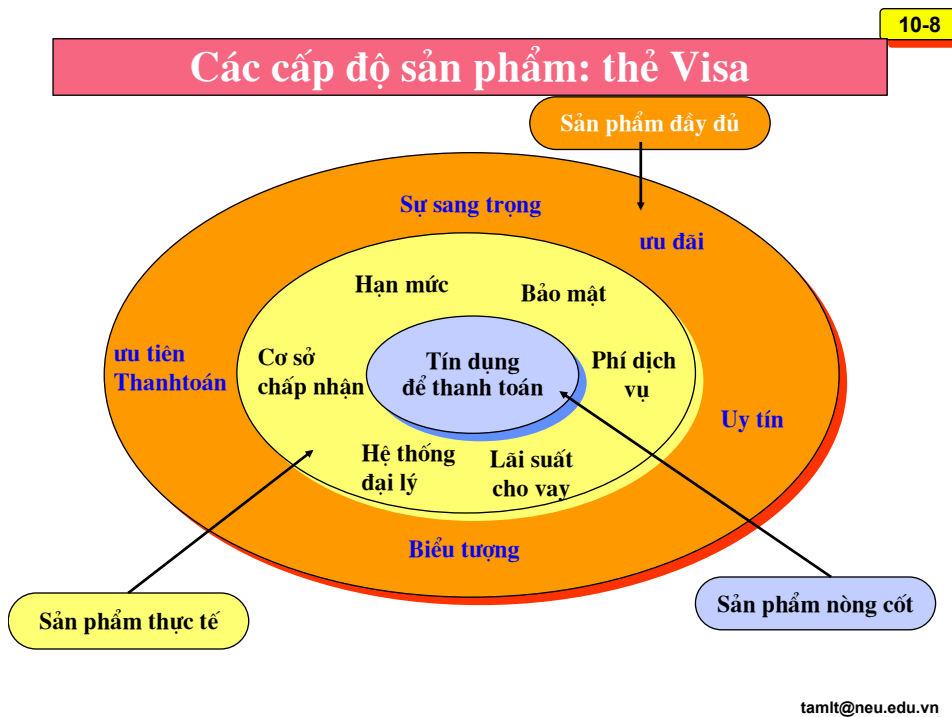 10-8
Các cấp độ sản phẩm: thẻ Visa
Sản phẩm đầy đủ
Sự sang trọng
ưu đãi
Hạn mức
Bảo mật
ưu tiên
Thanhtoán
Cơ sở
chấp nhận
Tín dụng
để thanh toán
Phí dịch
vụ
Uy tín
Hệ thống
đại lý
Lãi suất
cho vay
Biểu tượng
Sản phẩm thực tế
Sản phẩm nòng cốt
tamlt@neu.edu.vn